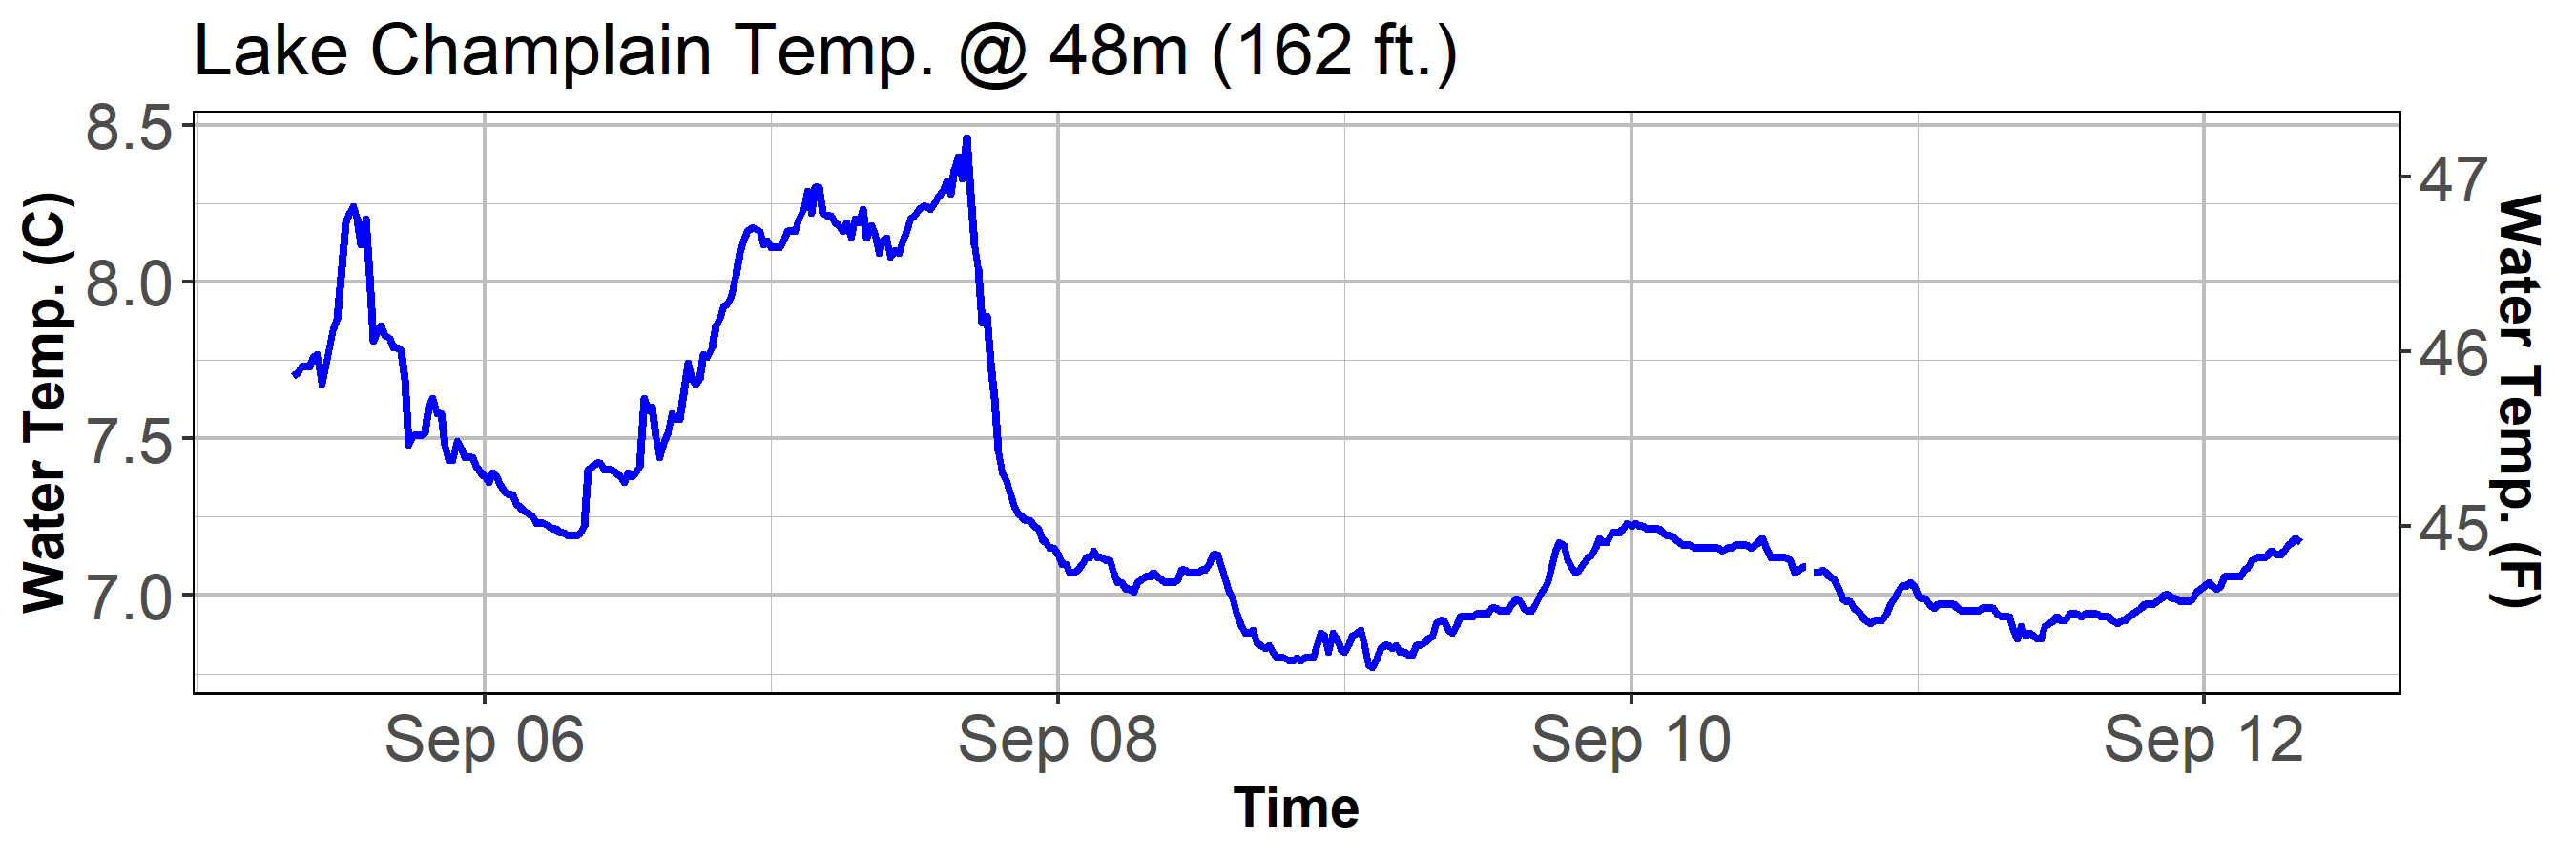 Lake Champlain Temp. @ 48m (162 ft.)
Water Temp. (C)
8.5
8.0
7.5
7.0
47
46
45
Water Temp. (F)
Sep 06
Sep 08
Sep 10
Sep 12
Time